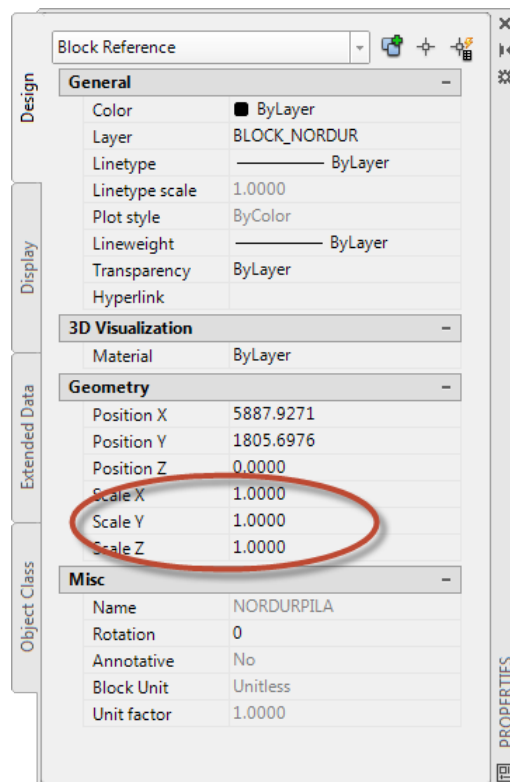 Block Reference
General
Color ByLayer
Layer BLOCK_NORDUR
Linetype ByLayer
Linetype scale 1.0000
Plot style ByColor
Lineweight ByLayer
Transparency ByLayer
Hyperlink
3D Visualization
Material ByLayer
Geometry
Position X 5887.9271
Position Y 1805.6976
Position Z 0.0000
Scale X 1.0000
Scale Y 1.0000
Scale Z 1.0000
Misc
Name NORDURPILA
Rotation 0
Annotative No
Block Unit Unitless
Unit factor 1.0000
Design
Display
Extended Data
Object Class
PROPERTIES